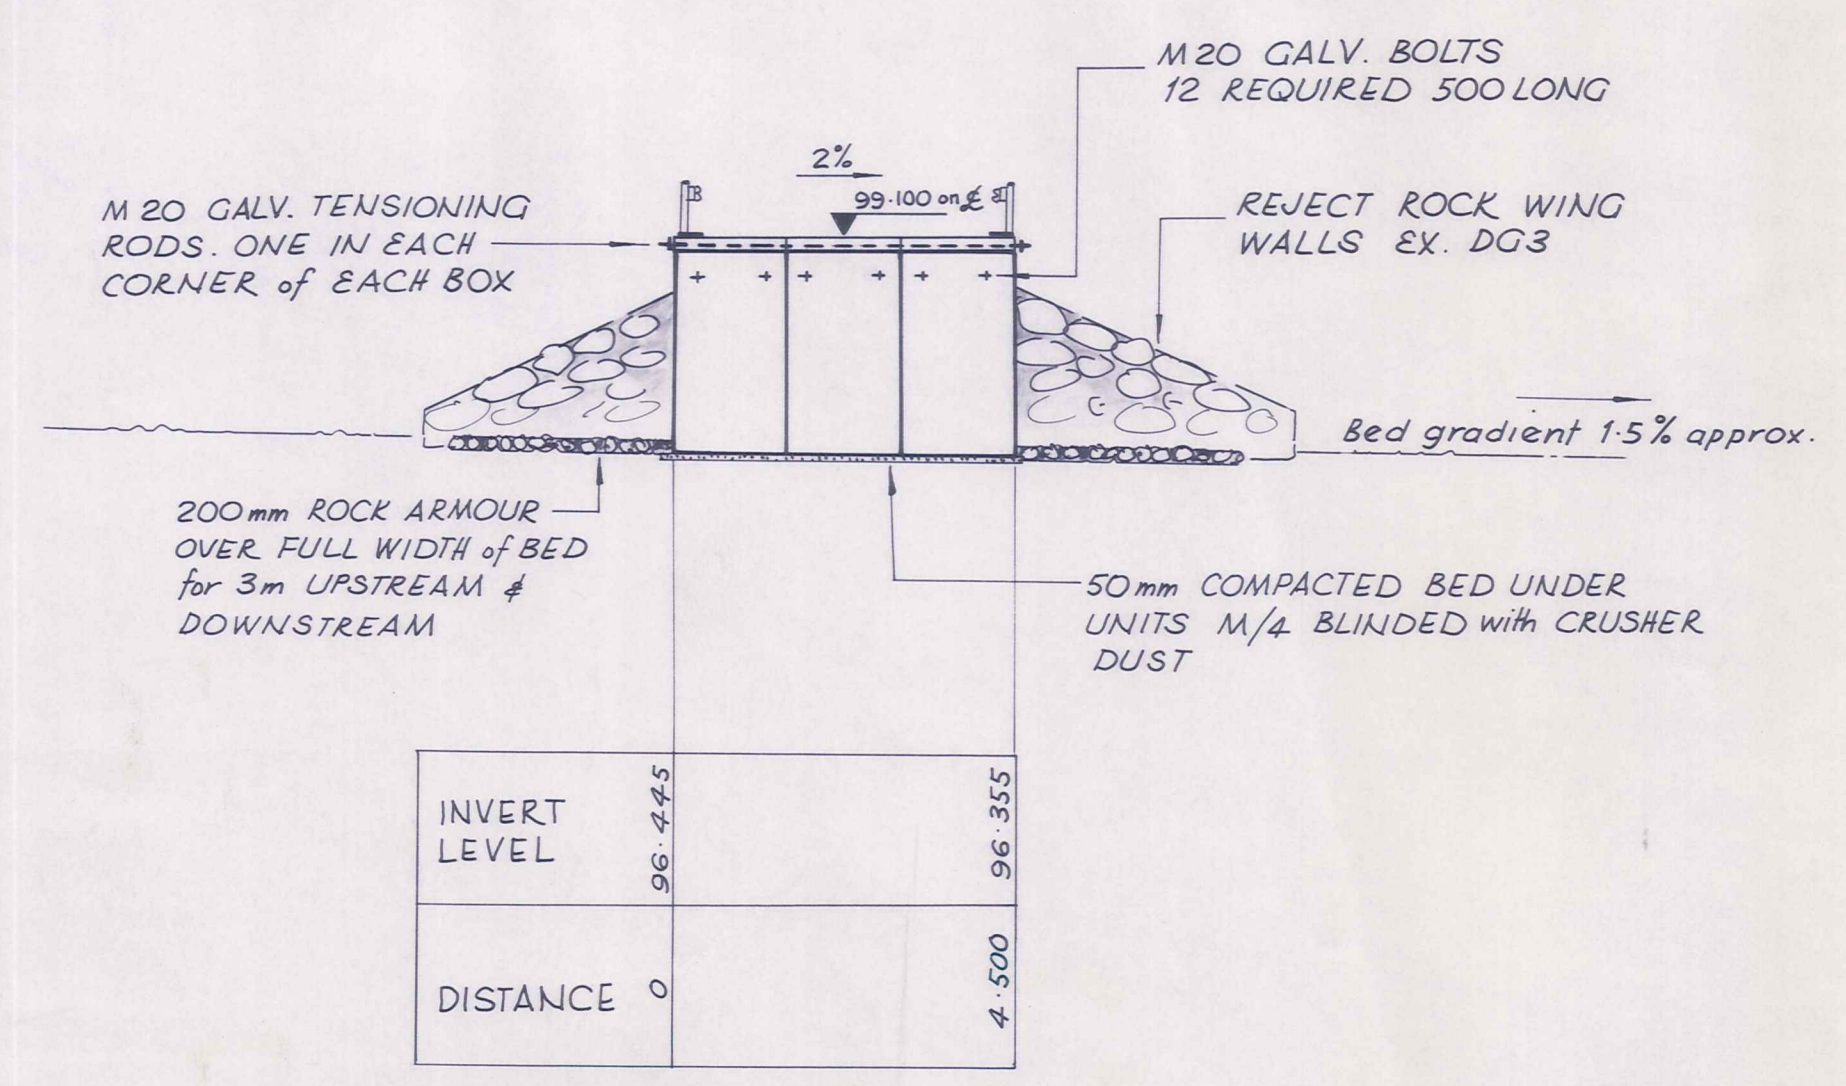 M20 GALV. BOLTS
12 REQUIRED 500 LONG
2%
99.100 on ℄
M20 GALV. TENSIONING
RODS. ONE IN EACH
CORNER of EACH BOX
REJECT ROCK WING
WALLS EX. DG3
Bed gradient 1.5% approx.
200mm ROCK ARMOUR
OVER FULL WIDTH of BED
for 3m UPSTREAM &
DOWNSTREAM
50mm COMPACTED BED UNDER
UNITS M/4 BLINDED with CRUSHER
DUST
INVERT
LEVEL
96.445
96.355
DISTANCE
0
4.500